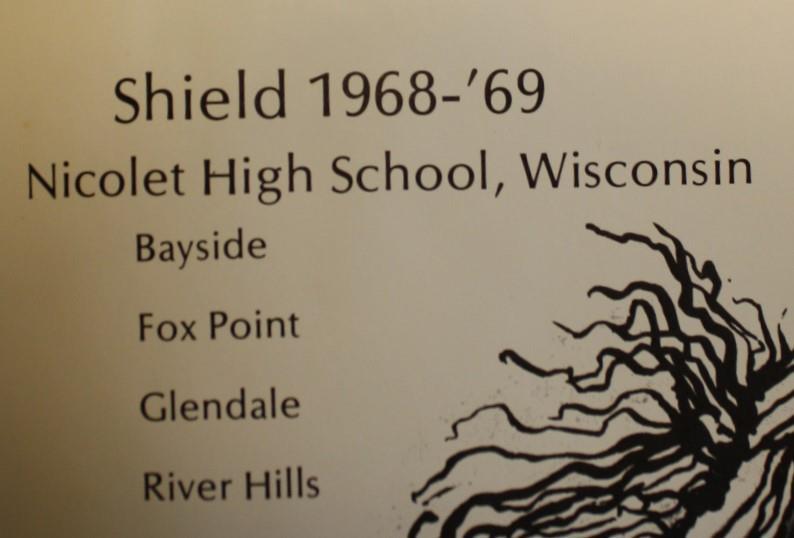 Shield 1968-'69
Nicolet High School, Wisconsin
Bayside
Fox Point
Glendale
River Hills